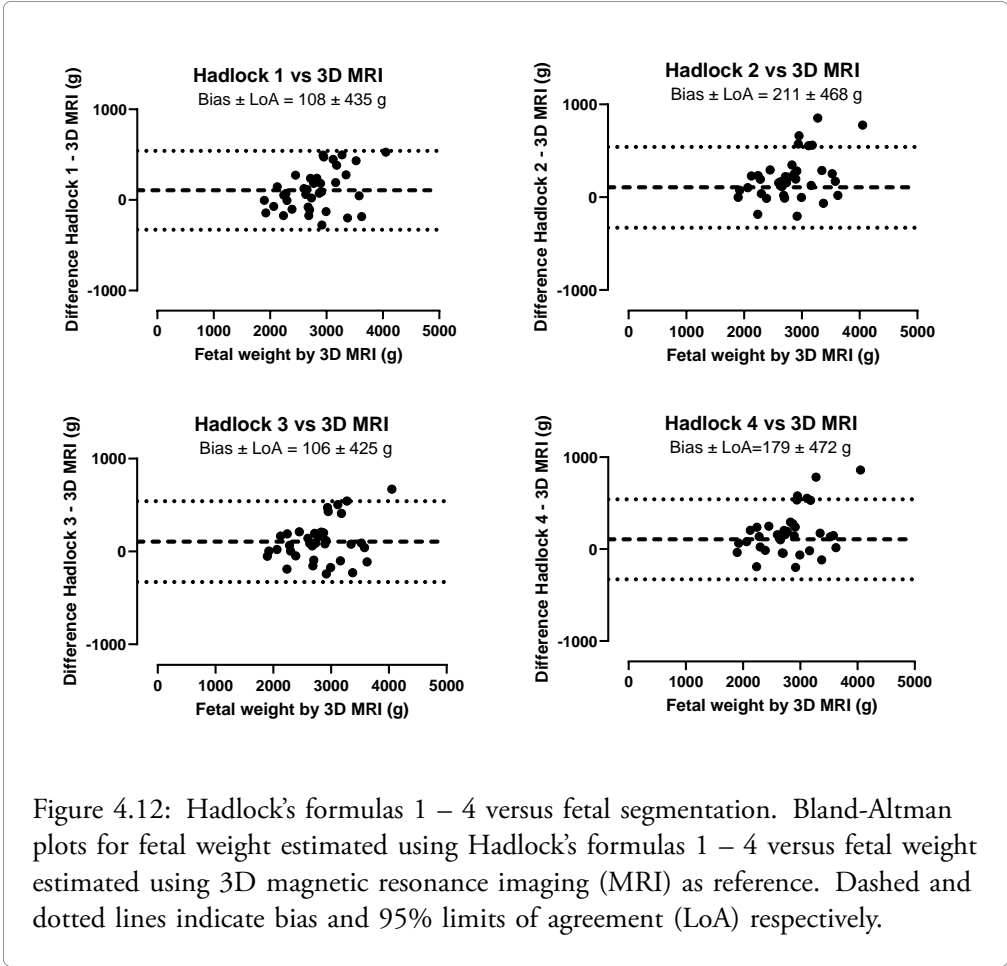 Hadlock 1 vs 3D MRI
Bias ± LoA = 108 ± 435 g
Difference Hadlock 1 - 3D MRI (g)
1000
0
-1000
0 1000 2000 3000 4000 5000
Fetal weight by 3D MRI (g)
Hadlock 2 vs 3D MRI
Bias ± LoA = 211 ± 468 g
Difference Hadlock 2 - 3D MRI (g)
1000
0
-1000
0 1000 2000 3000 4000 5000
Fetal weight by 3D MRI (g)
Hadlock 3 vs 3D MRI
Bias ± LoA = 106 ± 425 g
Difference Hadlock 3 - 3D MRI (g)
1000
0
-1000
0 1000 2000 3000 4000 5000
Fetal weight by 3D MRI (g)
Hadlock 4 vs 3D MRI
Bias ± LoA=179 ± 472 g
Difference Hadlock 4 - 3D MRI (g)
1000
0
-1000
0 1000 2000 3000 4000 5000
Fetal weight by 3D MRI (g)
Figure 4.12: Hadlock's formulas 1 – 4 versus fetal segmentation. Bland-Altman
plots for fetal weight estimated using Hadlock's formulas 1 – 4 versus fetal weight
estimated using 3D magnetic resonance imaging (MRI) as reference. Dashed and
dotted lines indicate bias and 95% limits of agreement (LoA) respectively.